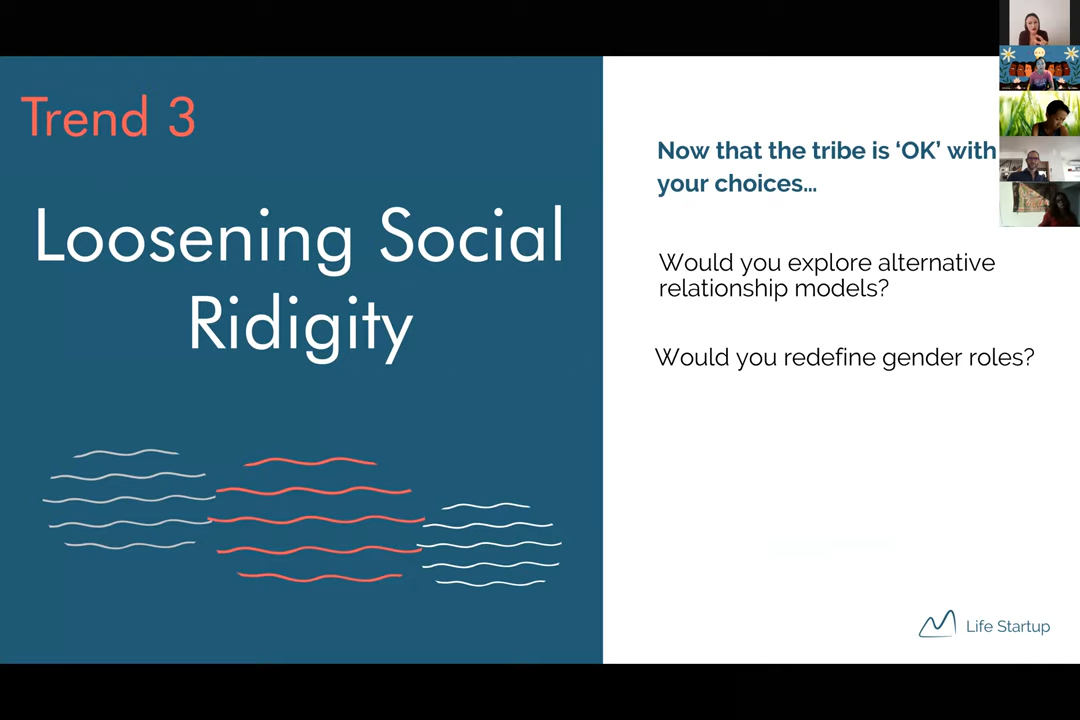 Trend 3
Loosening Social
Ridigity
Now that the tribe is ‘OK’ with
your choices...
Would you explore alternative
relationship models?
Would you redefine gender roles?
Life Startup